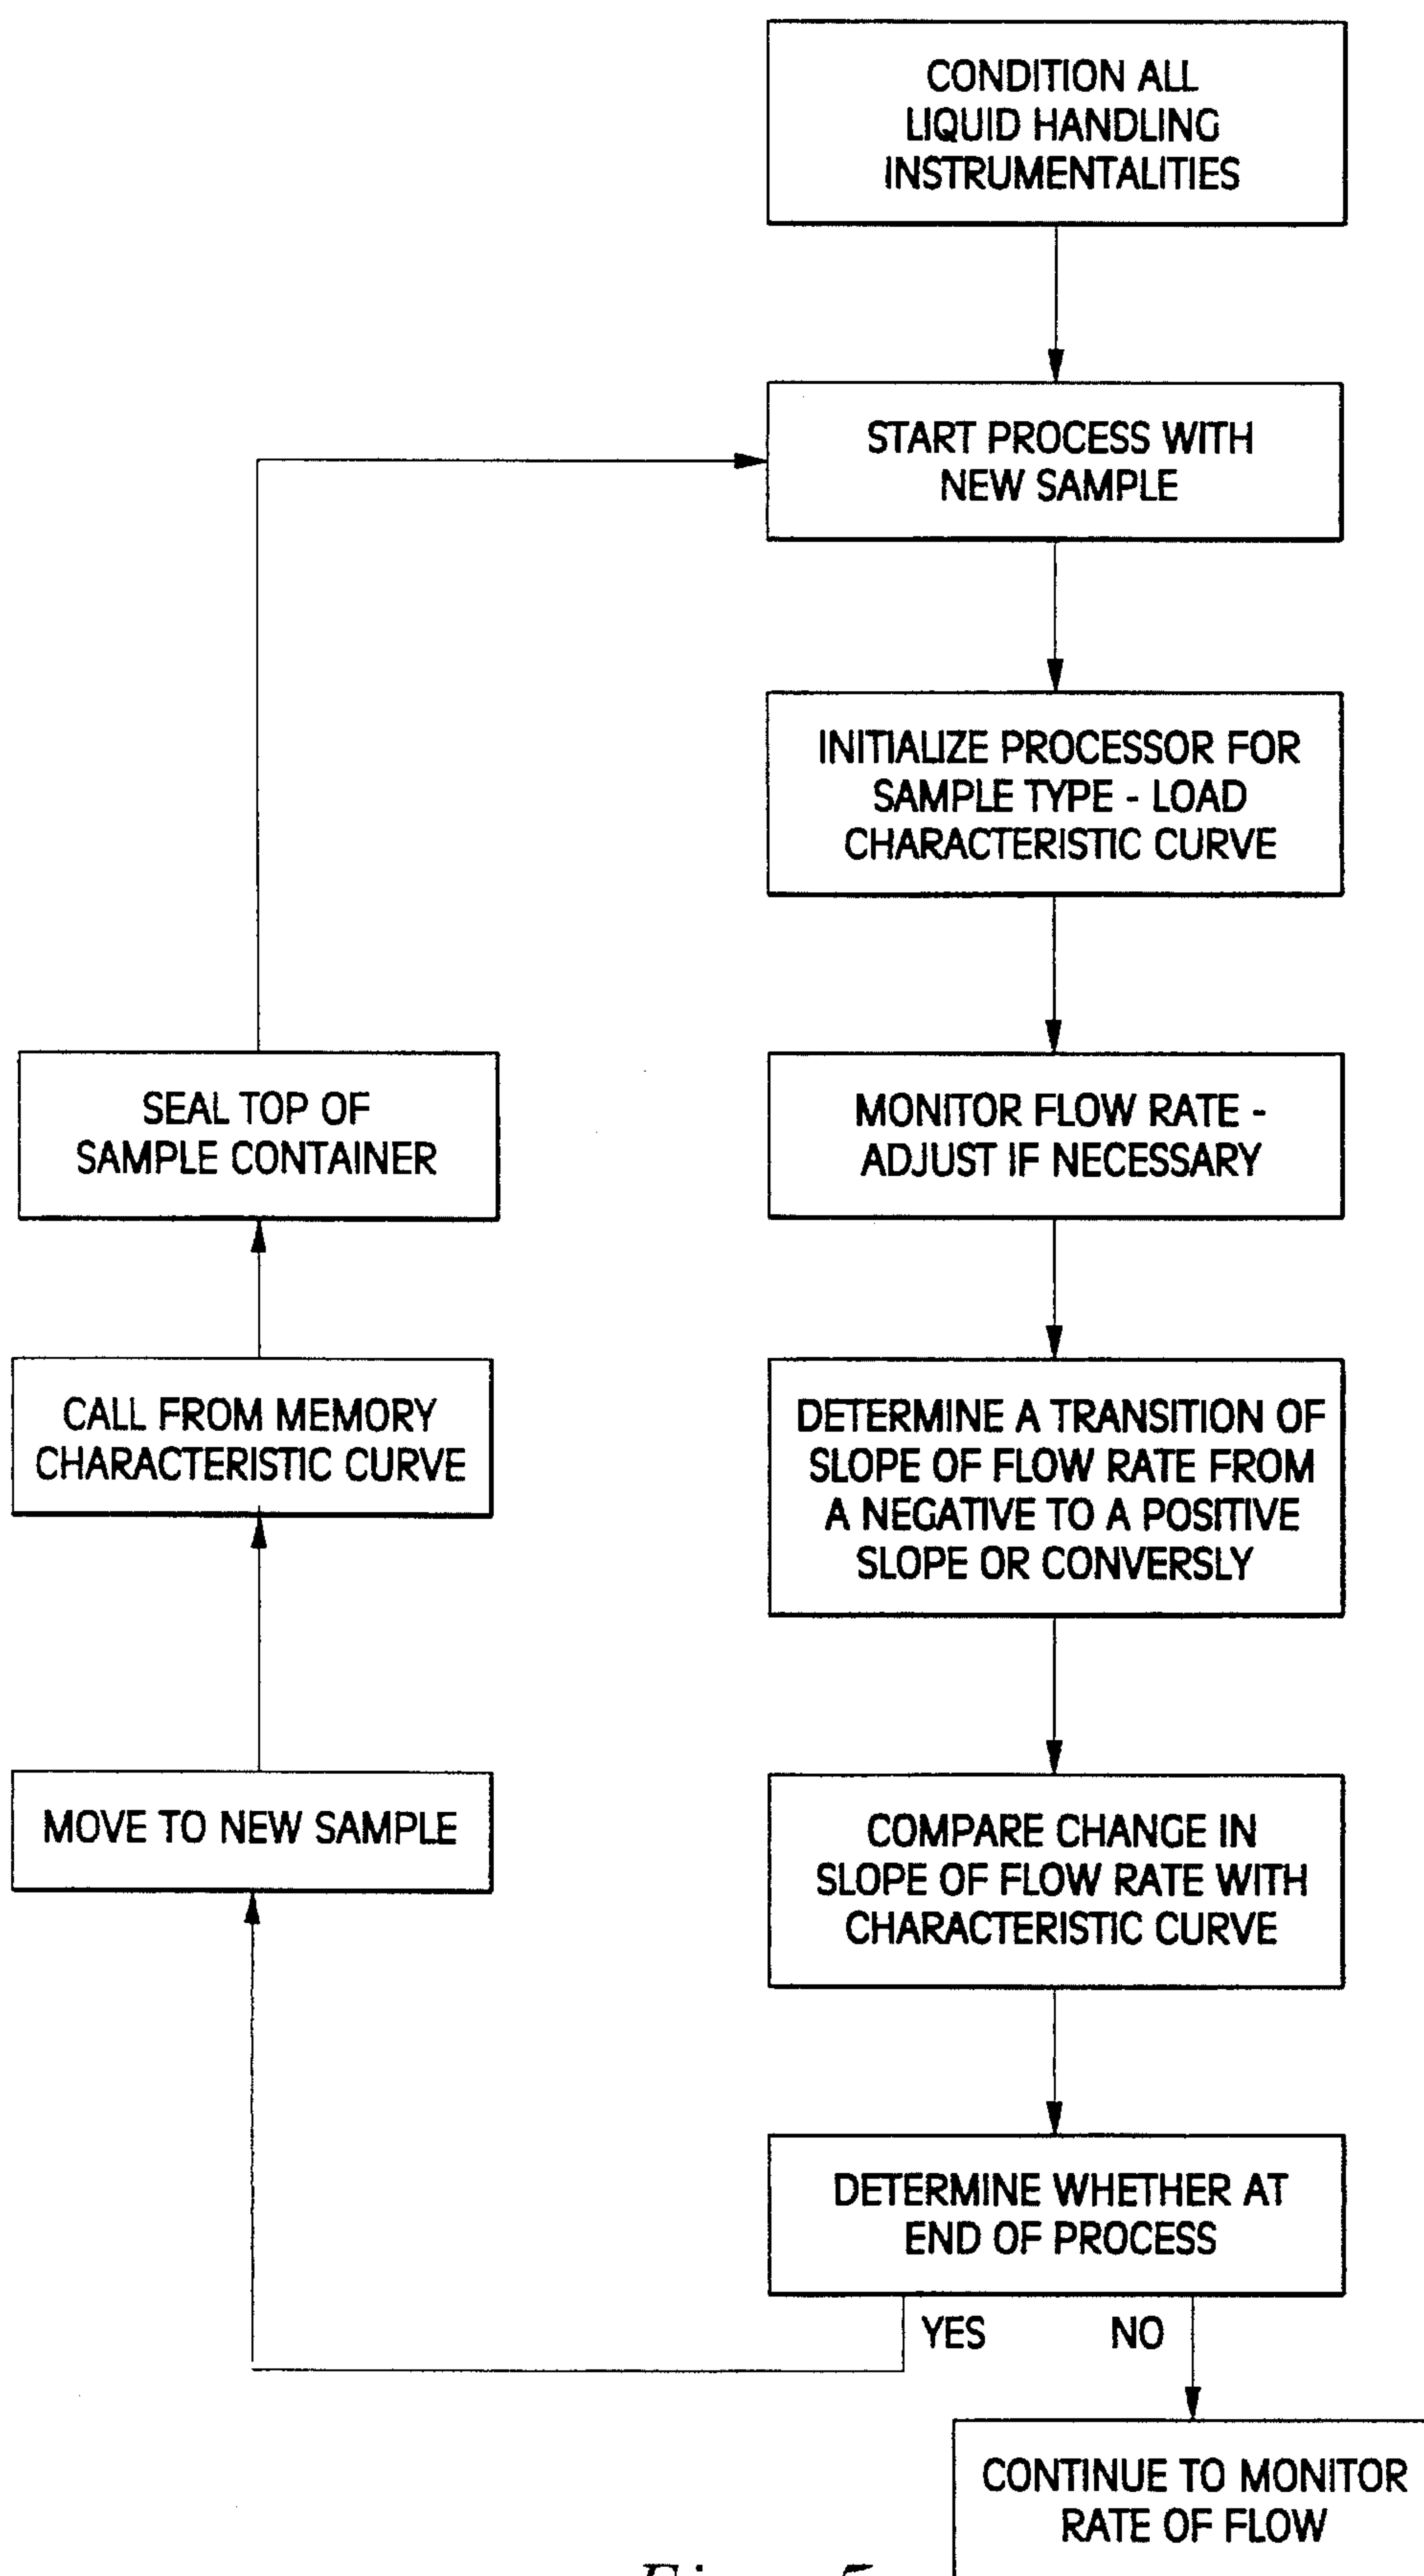 CONDITION ALL
LIQUID HANDLING
INSTRUMENTALITIES
START PROCESS WITH
NEW SAMPLE
INITIALIZE PROCESSOR FOR
SAMPLE TYPE - LOAD
CHARACTERISTIC CURVE
SEAL TOP OF
SAMPLE CONTAINER
MONITOR FLOW RATE -
ADJUST IF NECESSARY
CALL FROM MEMORY
CHARACTERISTIC CURVE
DETERMINE A TRANSITION OF
SLOPE OF FLOW RATE FROM
A NEGATIVE TO A POSITIVE
SLOPE OR CONVERSLY
MOVE TO NEW SAMPLE
COMPARE CHANGE IN
SLOPE OF FLOW RATE WITH
CHARACTERISTIC CURVE
DETERMINE WHETHER AT
END OF PROCESS
YES NO
CONTINUE TO MONITOR
RATE OF FLOW